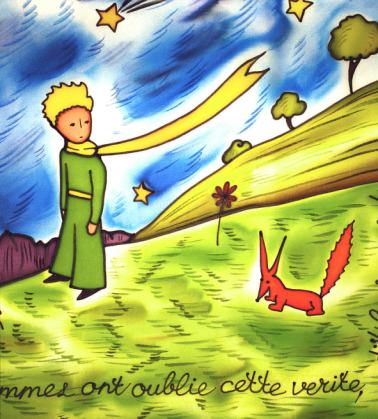 mmes ont oublie cette verite,